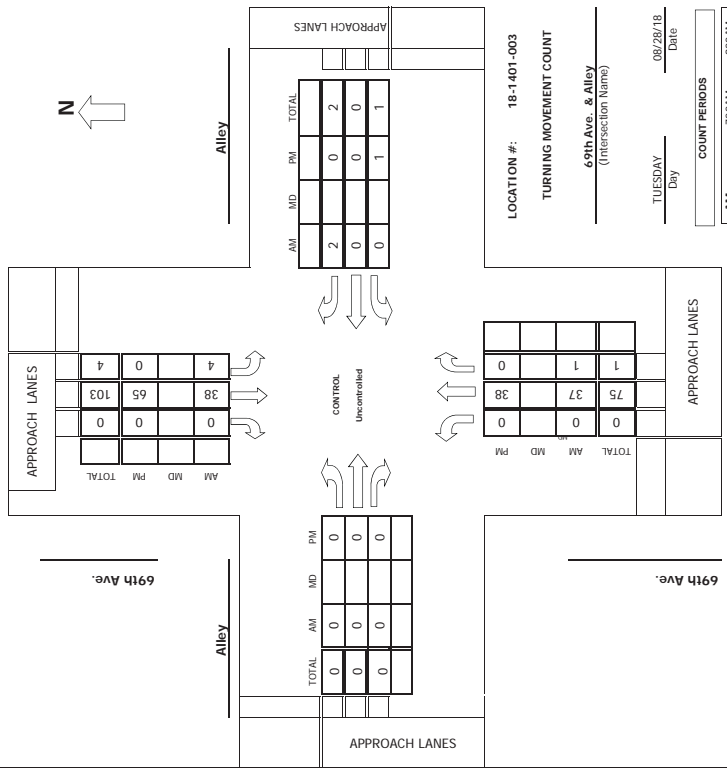 APPROACH LANES
N
Alley
AM MD PM TOTAL
2 0 2
0 0 0
0 1 1
LOCATION #: 18-1401-003
TURNING MOVEMENT COUNT
69th Ave. & Alley
(Intersection Name)
TUESDAY 08/28/18
Day Date
COUNT PERIODS
APPROACH LANES
TOTAL PM MD AM
4 0 4
103 65 38
0 0 0
CONTROL
Uncontrolled
PM MD AM TOTAL
0 1 1
38 37 75
0 0 0
MD
APPROACH LANES
69th Ave.
69th Ave.
Alley
TOTAL AM MD PM
0 0 0
0 0 0
0 0 0
APPROACH LANES